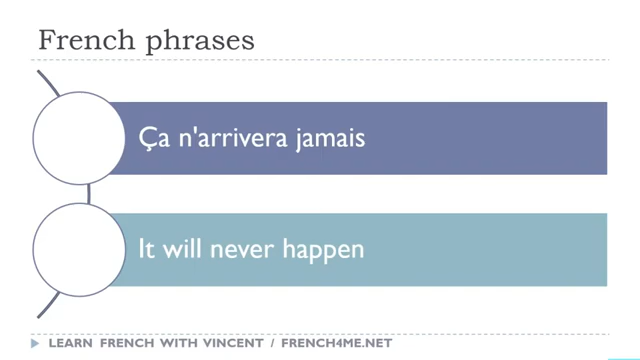 French phrases
Ça n'arrivera jamais
It will never happen
LEARN FRENCH WITH VINCENT / FRENCH4ME.NET